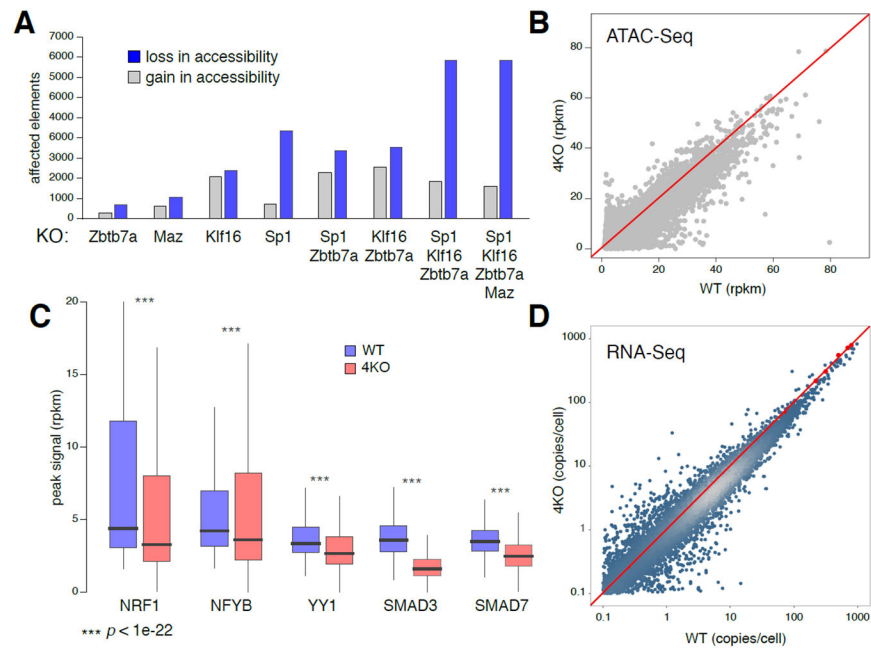 A
7000
6000
5000
4000
6000
3000
2000
1000
0
affected elements
loss in accessibility
gain in accessibility
KO: Zbtb7a Maz Klf16 Sp1 Sp1 Klf16 Sp1 Sp1
Zbtb7a Zbtb7a Klf16 Klf16
Zbtb7a Zbtb7a
Maz
B
ATAC-Seq
80
60
40
20
0
4KO (rpkm)
0 20 40 60 80
WT (rpkm)
C
20
15
10
5
0
peak signal (rpkm)
WT
4KO
*** *** *** *** ***
NRF1 NFYB YY1 SMAD3 SMAD7
*** p < 1e-22
D
RNA-Seq
1000
100
10
1
0.1
4KO (copies/cell)
0.1 1 10 100 1000
WT (copies/cell)